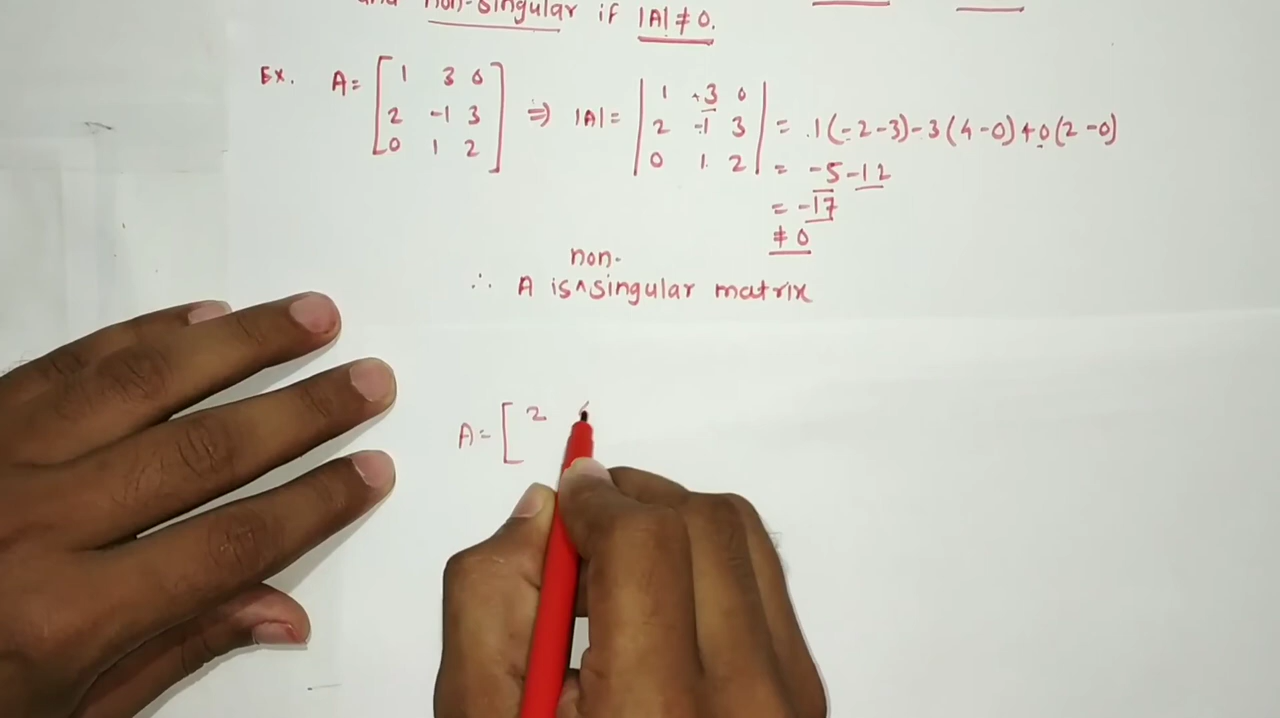 and non-singular if |A| ≠ 0.
Ex. A= [ 1 3 0 ⇒ |A| = | 1 +3 0 | = 1(-2-3)-3(4-0)+0(2-0)
2 -1 3
0 1 2 ]
2 -1 3
0 1 2
= -5-12
= -17
≠ 0
non-
∴ A is^singular matrix
A= [ 2